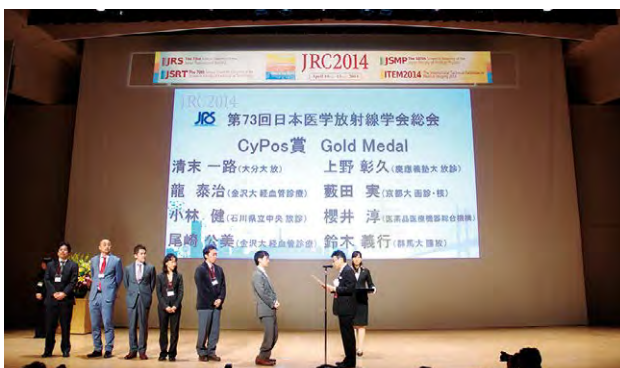 JRS
JSRT
JRC2014
JSMP
ITEM2014
JRC2014
JRS 第73回日本医学放射線学会総会
CyPos賞 Gold Medal
清末 一路(大分大 放) 上野 彰久(慶應義塾大 放診)
龍 泰治(金沢大 経血管診療) 藪田 実(京都大 画診・核)
小林 健(石川県立中央 放診) 櫻井 淳(医薬品医療機器総合機構)
尾崎 公美(金沢大 経血管診療) 鈴木 義行(群馬大 腫放)